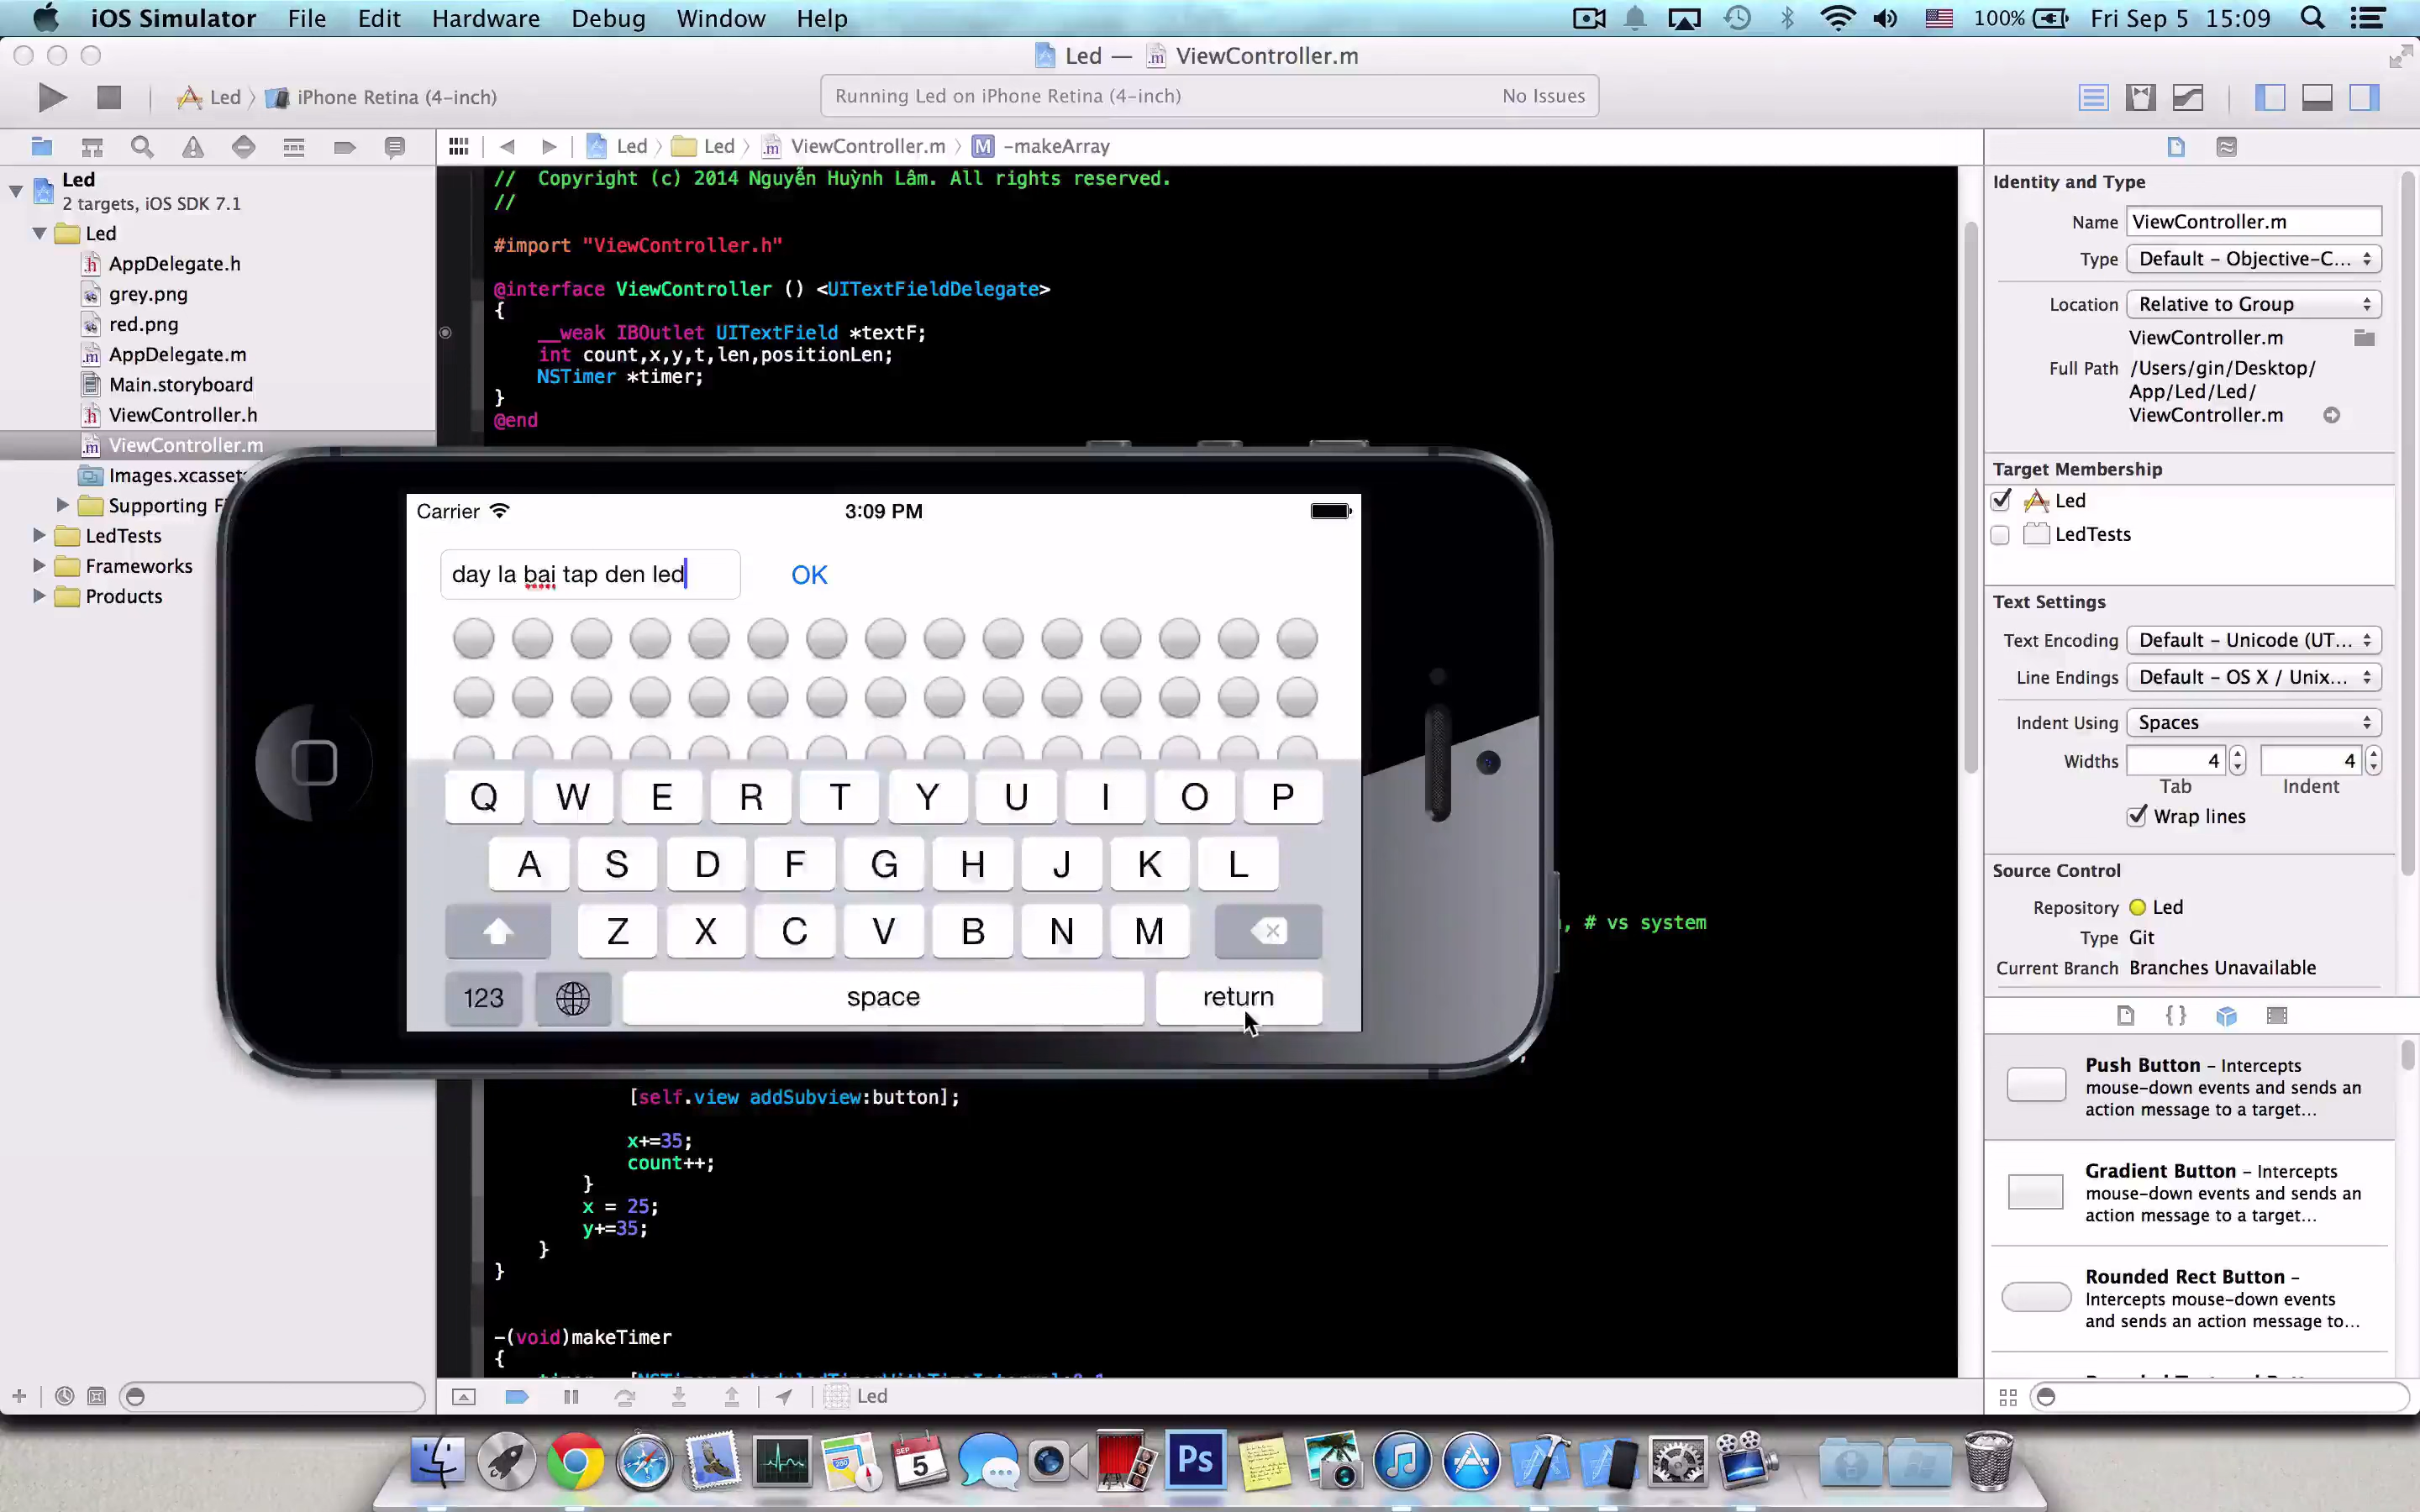 iOS Simulator File Edit Hardware Debug Window Help 100% Fri Sep 5 15:09
Led — ViewController.m
Led iPhone Retina (4-inch)
Running Led on iPhone Retina (4-inch) No Issues
Led Led ViewController.m M -makeArray
Led
2 targets, iOS SDK 7.1
Led
AppDelegate.h
grey.png
red.png
AppDelegate.m
Main.storyboard
ViewController.h
ViewController.m
Images.xcasset
Supporting F
LedTests
Frameworks
Products
// Copyright (c) 2014 Nguyễn Huỳnh Lâm. All rights reserved.
//
#import "ViewController.h"
@interface ViewController () <UITextFieldDelegate>
{
__weak IBOutlet UITextField *textF;
int count,x,y,t,len,positionLen;
NSTimer *timer;
}
@end
, # vs system
Carrier 3:09 PM
day la bai tap den led OK
Q W E R T Y U I O P
A S D F G H J K L
Z X C V B N M
123 space return
[self.view addSubview:button];
x+=35;
count++;
}
x = 25;
y+=35;
}
}
-(void)makeTimer
{
Led
Identity and Type
Name ViewController.m
Type Default - Objective-C...
Location Relative to Group
ViewController.m
Full Path /Users/gin/Desktop/
App/Led/Led/
ViewController.m
Target Membership
Led
LedTests
Text Settings
Text Encoding Default - Unicode (UT...
Line Endings Default - OS X / Unix...
Indent Using Spaces
Widths 4 4
Tab Indent
Wrap lines
Source Control
Repository Led
Type Git
Current Branch Branches Unavailable
Push Button - Intercepts
mouse-down events and sends an
action message to a target...
Gradient Button - Intercepts
mouse-down events and sends an
action message to a target...
Rounded Rect Button -
Intercepts mouse-down events
and sends an action message to...
SEP
5
Ps